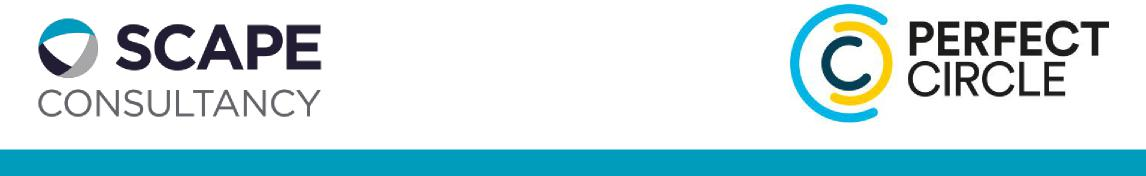 SCAPE
CONSULTANCY
PERFECT
CIRCLE